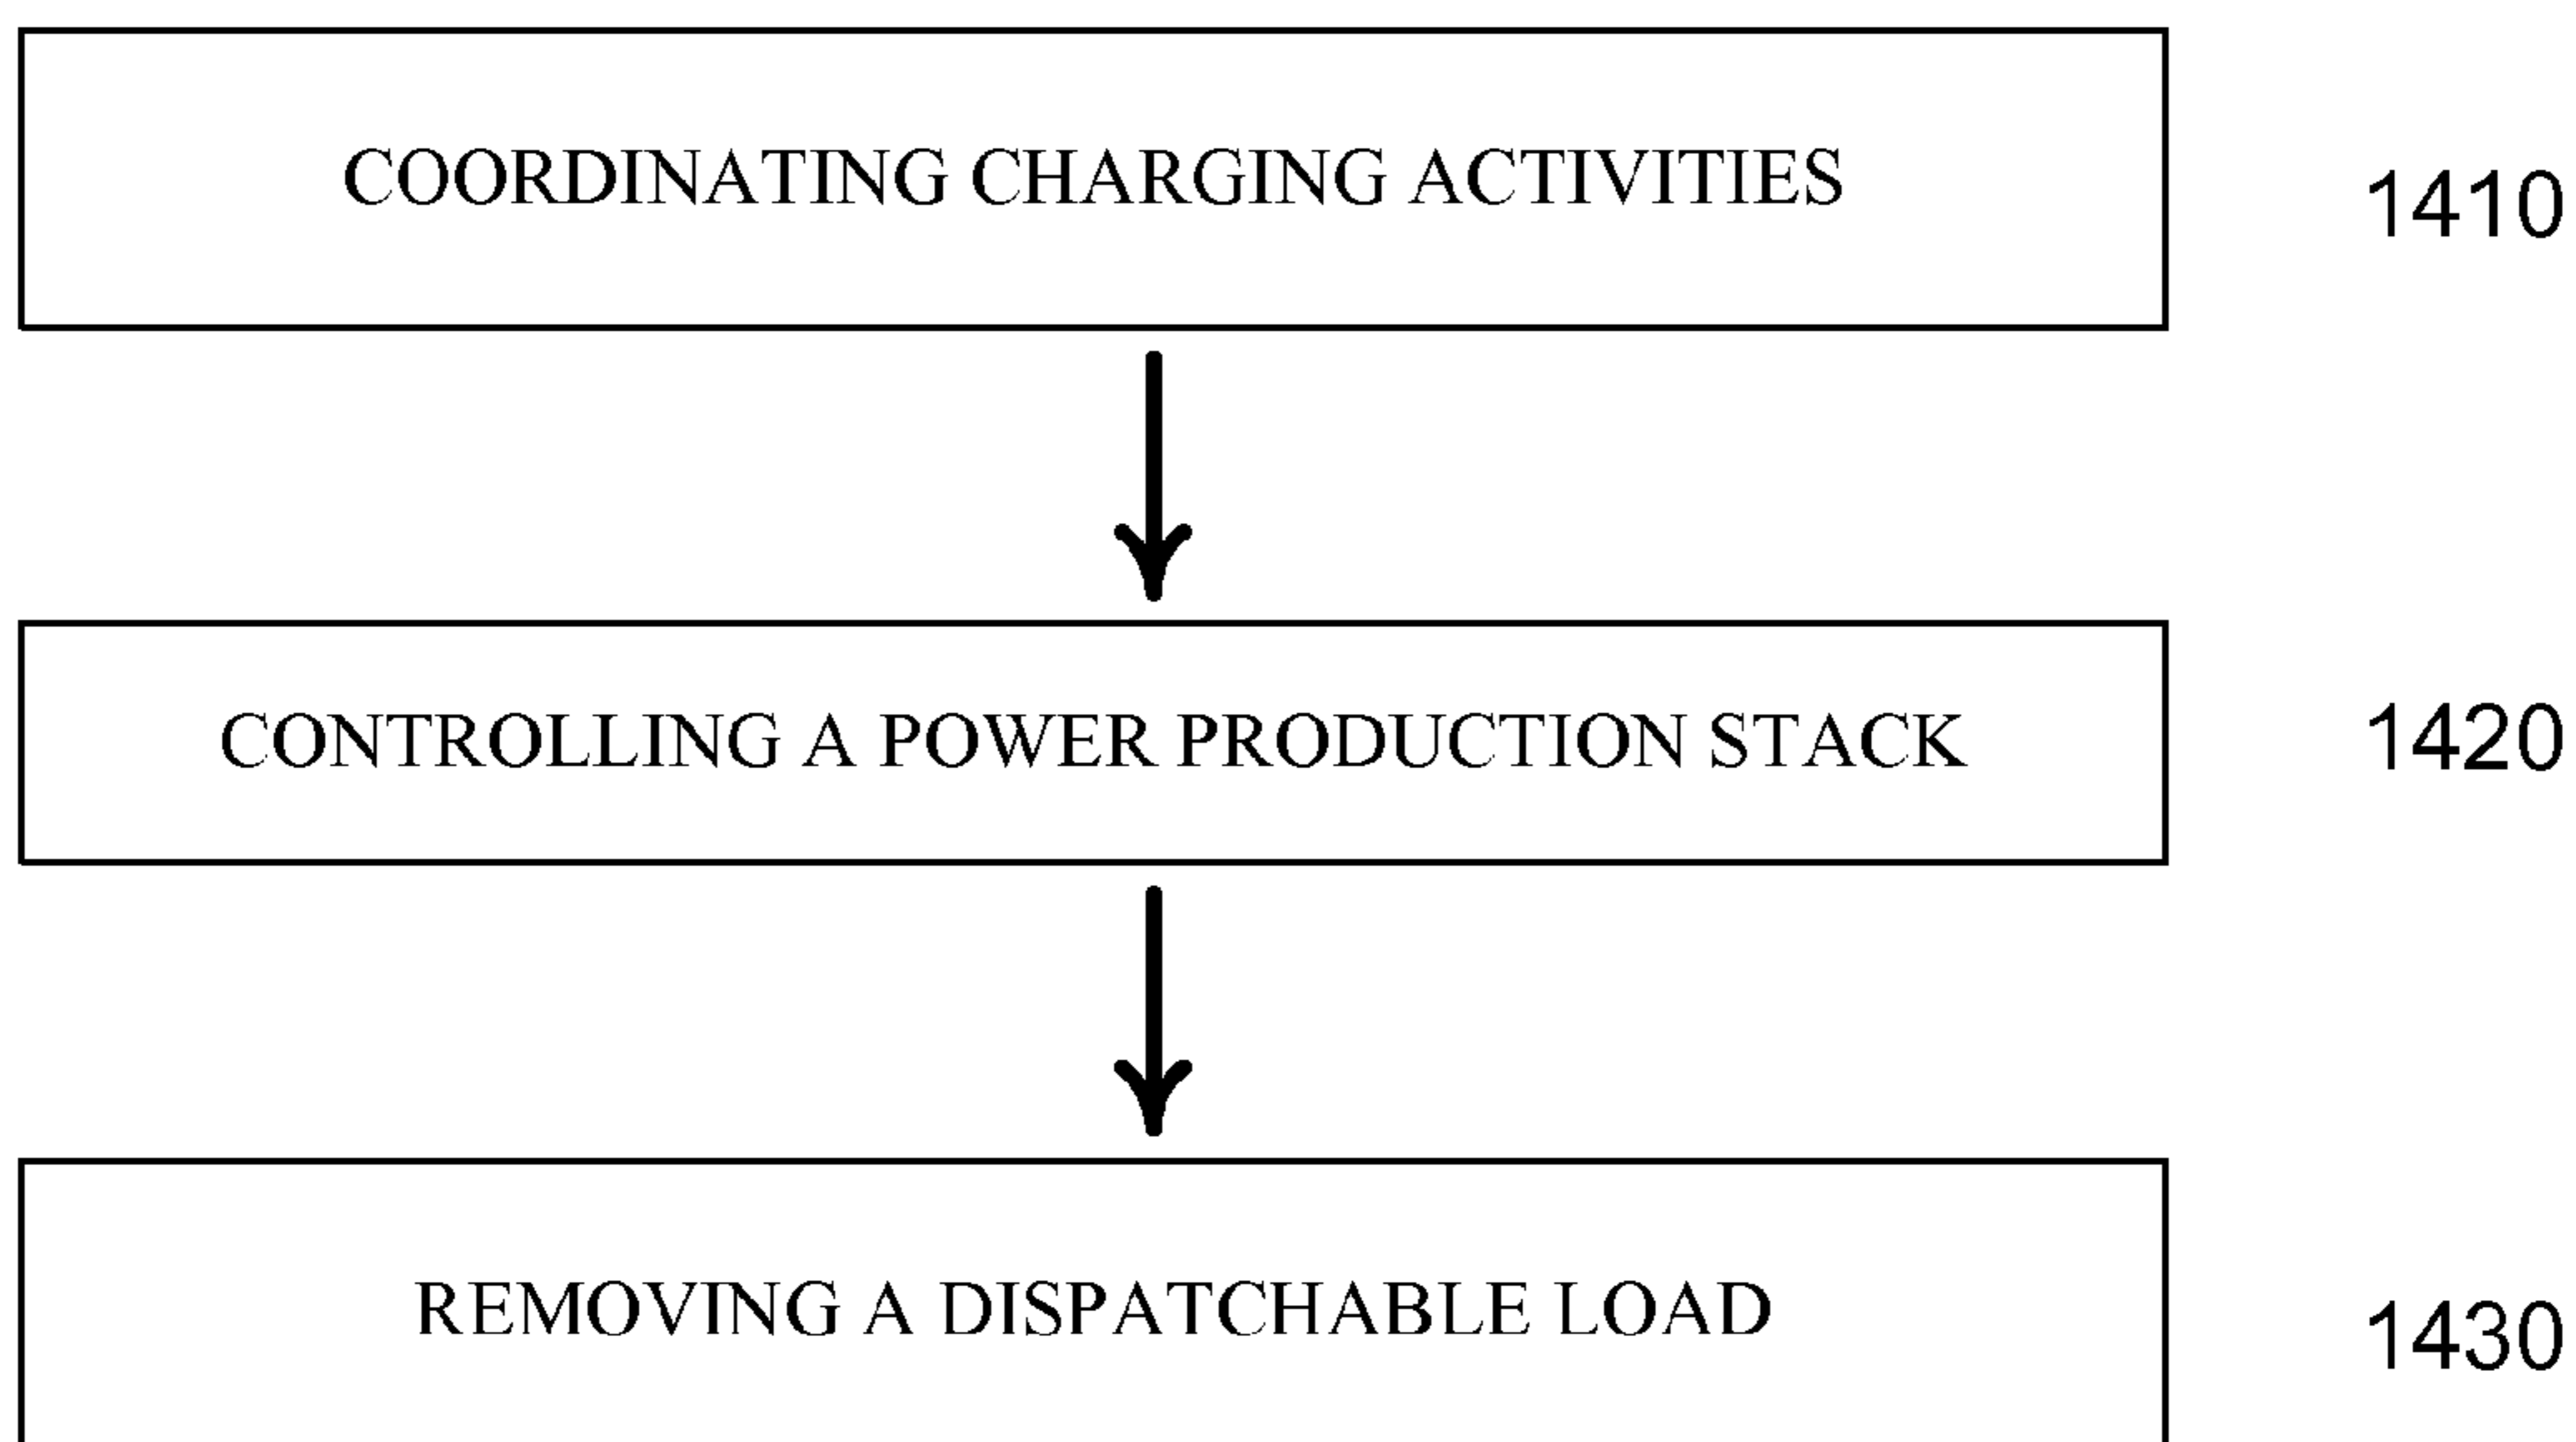 COORDINATING CHARGING ACTIVITIES
1410
CONTROLLING A POWER PRODUCTION STACK
1420
REMOVING A DISPATCHABLE LOAD
1430